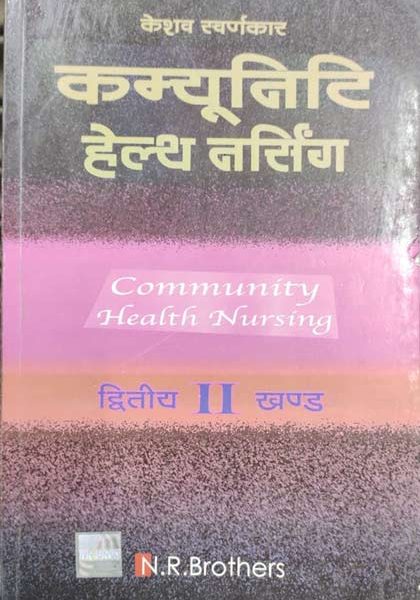 केशव स्वर्णकार
कम्यूनिटि
हेल्थ नर्सिंग
Community
Health Nursing
द्वितीय II खण्ड
N.R.Brothers